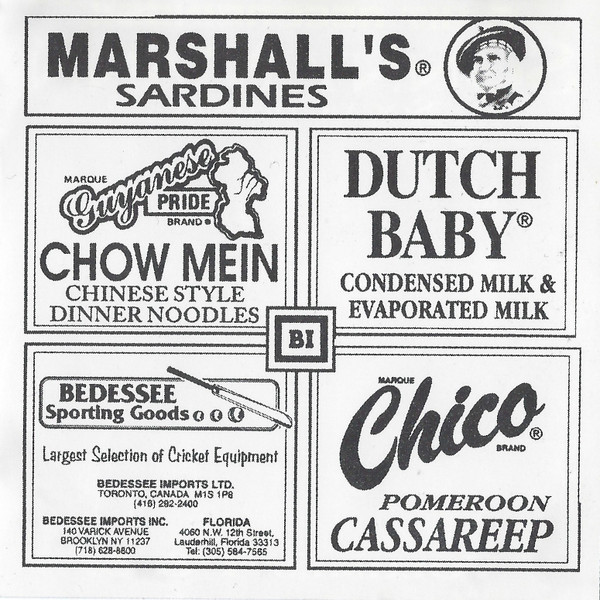 MARSHALL'S®
SARDINES
MARQUE
Guyanese
PRIDE
BRAND®
CHOW MEIN
CHINESE STYLE
DINNER NOODLES
DUTCH
BABY®
CONDENSED MILK &
EVAPORATED MILK
BI
BEDESSEE
Sporting Goods
Largest Selection of Cricket Equipment
BEDESSEE IMPORTS LTD.
TORONTO, CANADA M1S 1P8
(416) 292-2400
BEDESSEE IMPORTS INC.
140 VARICK AVENUE
BROOKLYN NY 11237
(718) 628-8800
FLORIDA
4060 N.W. 12th Street,
Lauderhill, Florida 33313
Tel: (305) 584-7565
MARQUE
Chico®
BRAND
POMEROON
CASSAREEP